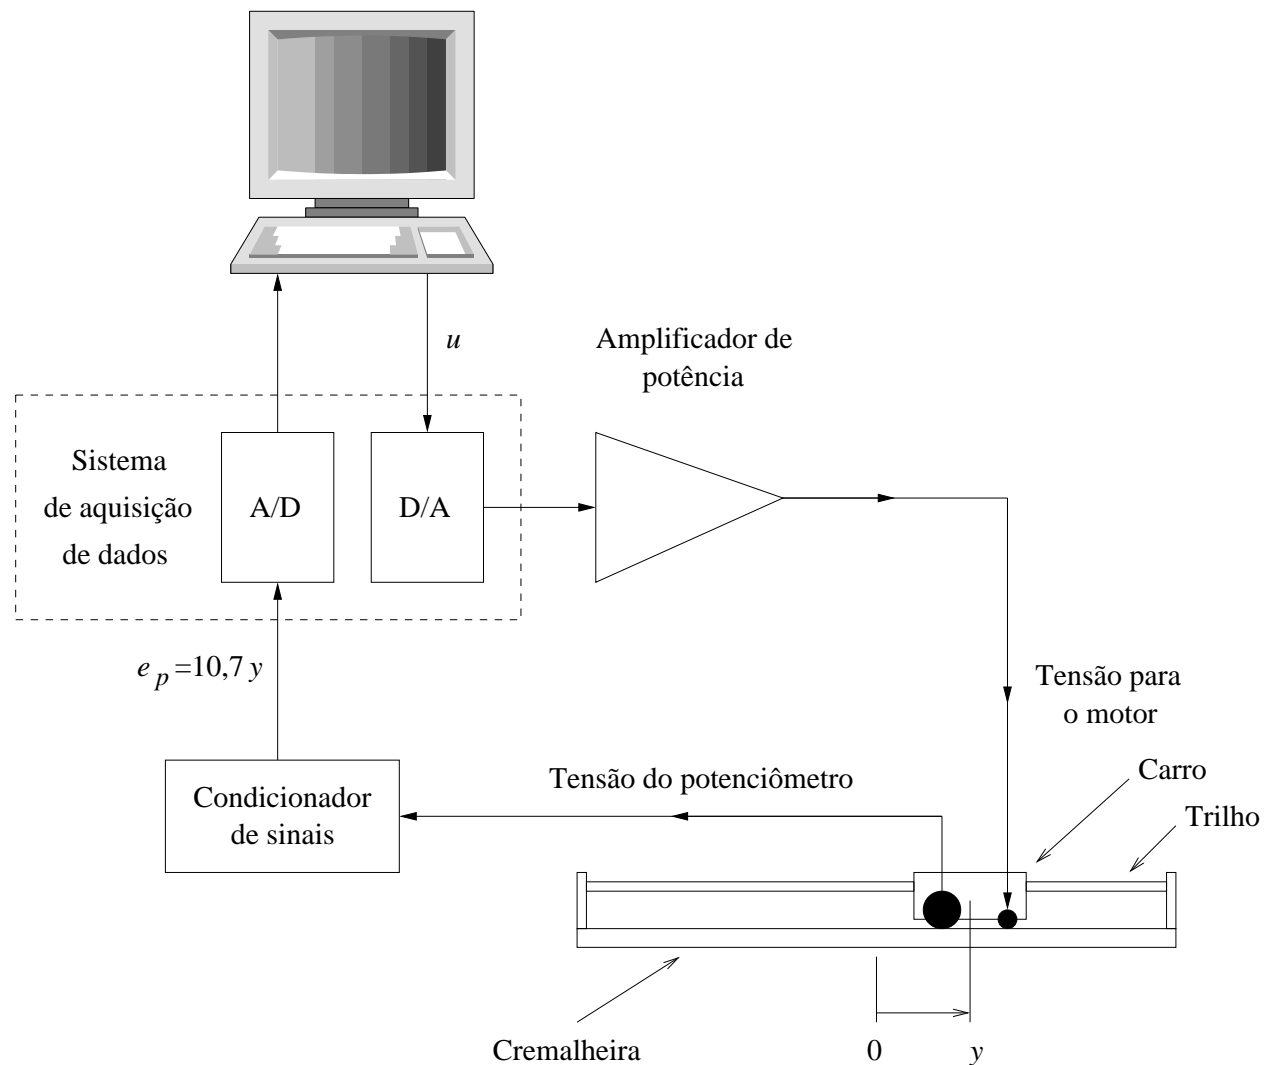 u
Amplificador de
potência
Sistema
de aquisição
de dados
A/D
D/A
e p =10,7 y
Tensão para
o motor
Condicionador
de sinais
Tensão do potenciômetro
Carro
Trilho
Cremalheira
0
y